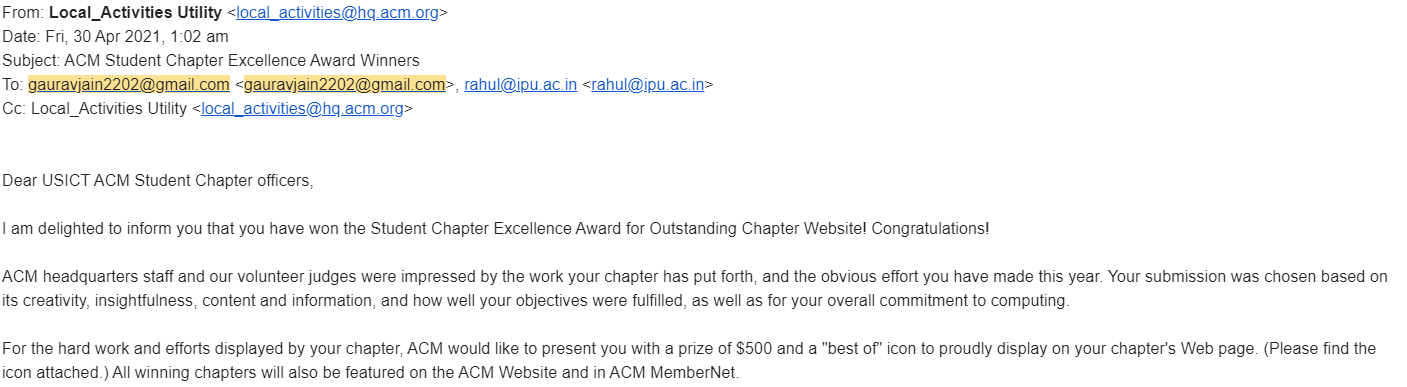 From: Local_Activities Utility <local_activities@hq.acm.org>
Date: Fri, 30 Apr 2021, 1:02 am
Subject: ACM Student Chapter Excellence Award Winners
To: gauravjain2202@gmail.com <gauravjain2202@gmail.com>, rahul@ipu.ac.in <rahul@ipu.ac.in>
Cc: Local_Activities Utility <local_activities@hq.acm.org>
Dear USICT ACM Student Chapter officers,
I am delighted to inform you that you have won the Student Chapter Excellence Award for Outstanding Chapter Website! Congratulations!
ACM headquarters staff and our volunteer judges were impressed by the work your chapter has put forth, and the obvious effort you have made this year. Your submission was chosen based on
its creativity, insightfulness, content and information, and how well your objectives were fulfilled, as well as for your overall commitment to computing.
For the hard work and efforts displayed by your chapter, ACM would like to present you with a prize of $500 and a "best of" icon to proudly display on your chapter's Web page. (Please find the
icon attached.) All winning chapters will also be featured on the ACM Website and in ACM MemberNet.